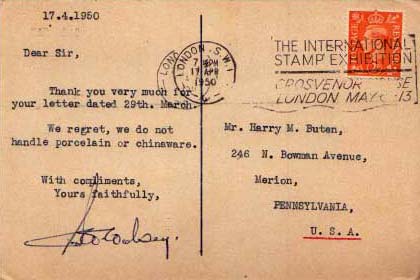 17.4.1950
Dear Sir,
Thank you very much for
your letter dated 29th. March.
We regret, we do not
handle porcelain or chinaware.
With compliments,
Yours faithfully,
LONDON. S.W.1
17 APR
1950
THE INTERNATIONAL
STAMP EXHIBITION
GROSVENOR
LONDON MAY 6-13
Mr. Harry M. Buten,
246 N. Bowman Avenue,
Merion,
PENNSYLVANIA,
U. S. A.